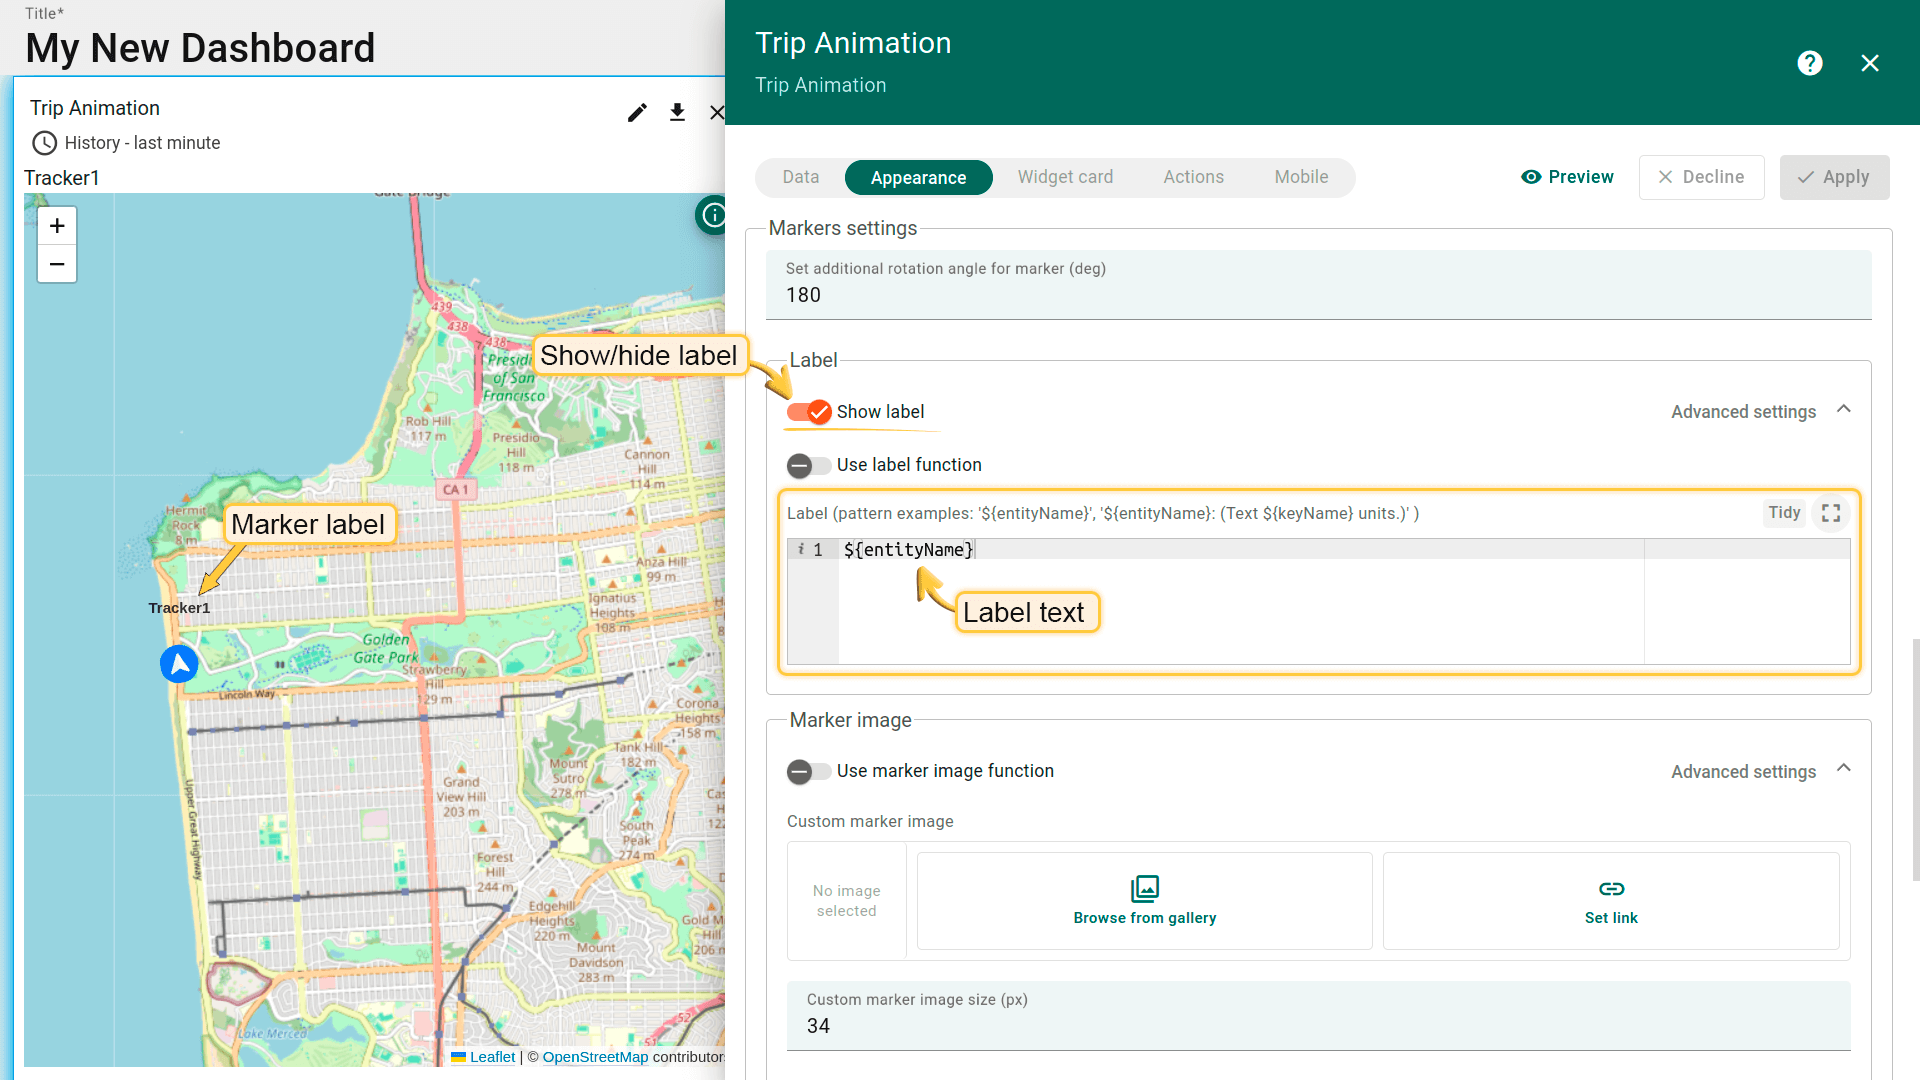 Title*
My New Dashboard
Trip Animation
History - last minute
Tracker1
+
−
439
438
438
Presidio
of San
Francisco
Rob Hill
117 m
Presidio
Hill
118 m
Cannon
Hill
114 m
CA 1
Hermit
Rock
8 m
Marker label
Anza Hill
99 m
Tracker1
Ignatius
Heights
108 m
Golden
Gate Park
Strawberry
Hill
129 m
Lincoln Way
Corona
Heights
158 m
Tank Hill
182 m
Mount
Sutro
278 m
Upper Great Highway
Grand
View Hill
203 m
South
Peak
274 m
Forest
Hill
244 m
Edgehill
Heights
220 m
Gold M
206 m
Mount
Davidson
283 m
Lake Merced
52
51
Leaflet | © OpenStreetMap contributors
Show/hide label
Trip Animation
Trip Animation
?
Data
Appearance
Widget card
Actions
Mobile
Preview
Decline
Apply
Markers settings
Set additional rotation angle for marker (deg)
180
Label
Show label
Advanced settings
Use label function
Label (pattern examples: '${entityName}', '${entityName}: (Text ${keyName} units.)' )
Tidy
i 1 ${entityName}
Label text
Marker image
Use marker image function
Advanced settings
Custom marker image
No image
selected
Browse from gallery
Set link
Custom marker image size (px)
34